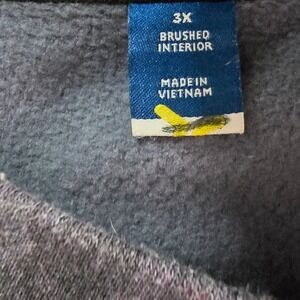 3X
BRUSHED
INTERIOR
MADE IN
VIETNAM